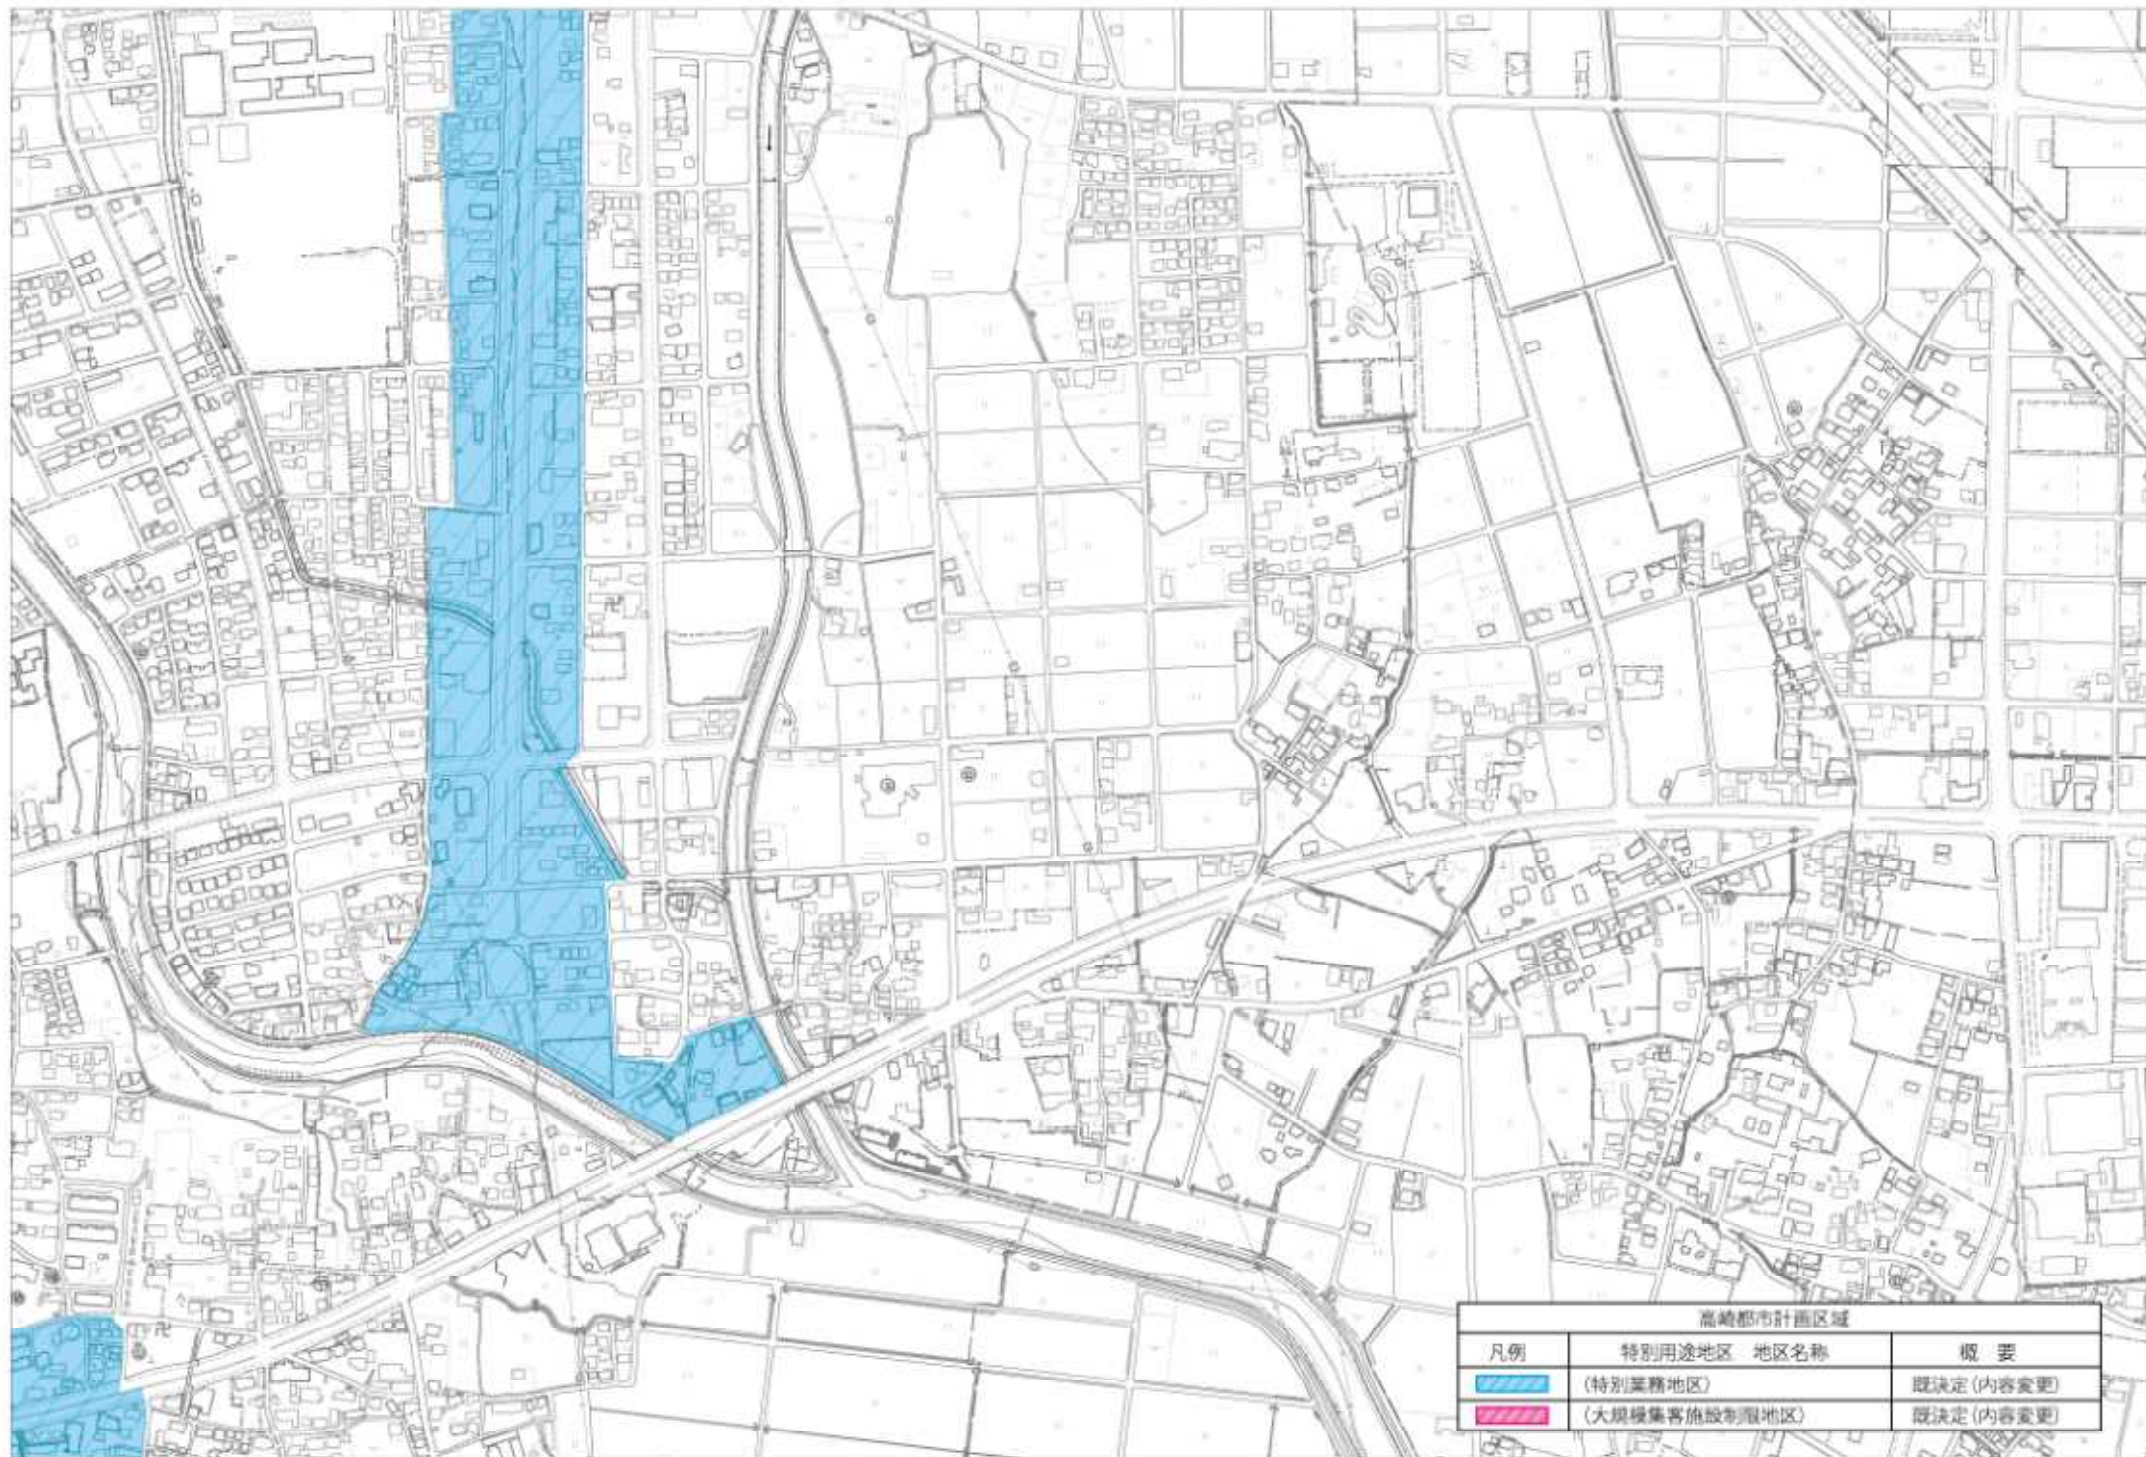 高崎都市計画区域
凡例 特別用途地区 地区名称 概 要
(特別業務地区) 既決定(内容変更)
(大規模集客施設制限地区) 既決定(内容変更)